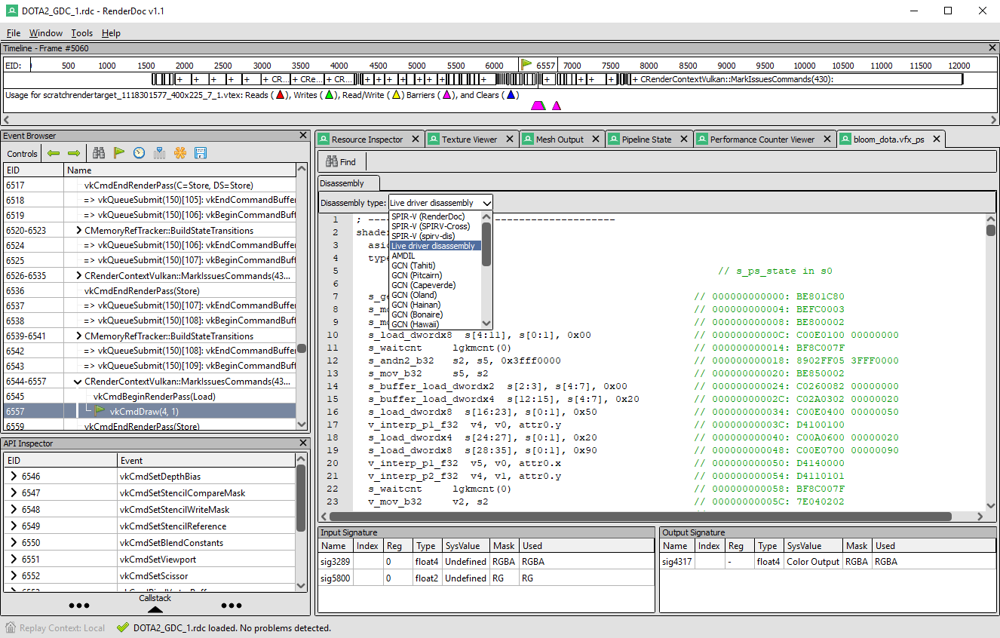 DOTA2_GDC_1.rdc - RenderDoc v1.1
File Window Tools Help
Timeline - Frame #5060
EID: 500 1000 1500 2000 2500 3000 3500 4000 4500 5000 5500 6000 6557 7000 7500 8000 8500 9000 9500 10000 10500 11000 11500 12000
+ + + + + + CR... + CRe... + CR... + + + + + + + + + + + + + CRenderContextVulkan::MarkIssuesCommands(430):
Usage for scratchrendertarget_1118301577_400x225_7_1.vtex: Reads ( ), Writes ( ), Read/Write ( ) Barriers ( ), and Clears ( )
Event Browser
Controls
EID Name
6517 vkCmdEndRenderPass(C=Store, DS=Store)
6518 => vkQueueSubmit(150)[105]: vkEndCommandBuffer
6519 => vkQueueSubmit(150)[106]: vkBeginCommandBuf
6520-6523 CMemoryRefTracker::BuildStateTransitions
6524 => vkQueueSubmit(150)[106]: vkEndCommandBuffer
6525 => vkQueueSubmit(150)[107]: vkBeginCommandBuf
6526-6535 CRenderContextVulkan::MarkIssuesCommands(43...
6536 vkCmdEndRenderPass(Store)
6537 => vkQueueSubmit(150)[107]: vkEndCommandBuffer
6538 => vkQueueSubmit(150)[108]: vkBeginCommandBuf
6539-6541 CMemoryRefTracker::BuildStateTransitions
6542 => vkQueueSubmit(150)[108]: vkEndCommandBuffer
6543 => vkQueueSubmit(150)[109]: vkBeginCommandBuf
6544-6557 CRenderContextVulkan::MarkIssuesCommands(43...
6545 vkCmdBeginRenderPass(Load)
6557 vkCmdDraw(4, 1)
6559 vkCmdEndRenderPass(Store)
API Inspector
EID Event
6546 vkCmdSetDepthBias
6547 vkCmdSetStencilCompareMask
6548 vkCmdSetStencilWriteMask
6549 vkCmdSetStencilReference
6550 vkCmdSetBlendConstants
6551 vkCmdSetViewport
6552 vkCmdSetScissor
Callstack
Resource Inspector Texture Viewer Mesh Output Pipeline State Performance Counter Viewer bloom_dota.vfx_ps
Find
Disassembly
Disassembly type: Live driver disassembly
SPIR-V (RenderDoc)
SPIR-V (SPIRV-Cross)
SPIR-V (spirv-dis)
Live driver disassembly
AMDIL
GCN (Tahiti)
GCN (Pitcairn)
GCN (Capeverde)
GCN (Oland)
GCN (Hainan)
GCN (Bonaire)
GCN (Hawaii)
1 ; ---- --------------------
2 shader
3 asic
4 type
5 // s_ps_state in s0
6
7 s_ge // 000000000000: BE801C80
8 s_mo // 000000000004: BEFC0003
9 s_mo // 000000000008: BE800002
10 s_load_dwordx8 s[4:11], s[0:1], 0x00 // 00000000000C: C00E0100 00000000
11 s_waitcnt lgkmcnt(0) // 000000000014: BF8C007F
12 s_andn2_b32 s2, s5, 0x3fff0000 // 000000000018: 8902FF05 3FFF0000
13 s_mov_b32 s5, s2 // 000000000020: BE850002
14 s_buffer_load_dwordx2 s[2:3], s[4:7], 0x00 // 000000000024: C0260082 00000000
15 s_buffer_load_dwordx4 s[12:15], s[4:7], 0x20 // 00000000002C: C02A0302 00000020
16 s_load_dwordx8 s[16:23], s[0:1], 0x50 // 000000000034: C00E0400 00000050
17 v_interp_p1_f32 v4, v0, attr0.y // 00000000003C: D4100100
18 s_load_dwordx4 s[24:27], s[0:1], 0x20 // 000000000040: C00A0600 00000020
19 s_load_dwordx8 s[28:35], s[0:1], 0x90 // 000000000048: C00E0700 00000090
20 v_interp_p1_f32 v5, v0, attr0.x // 000000000050: D4140000
21 v_interp_p2_f32 v4, v1, attr0.y // 000000000054: D4110101
22 s_waitcnt lgkmcnt(0) // 000000000058: BF8C007F
23 v_mov_b32 v2, s2 // 00000000005C: 7E040202
Input Signature
Name Index Reg Type SysValue Mask Used
sig3289 0 float4 Undefined RGBA RGBA
sig5800 0 float2 Undefined RG RG
Output Signature
Name Index Reg Type SysValue Mask Used
sig4317 - float4 Color Output RGBA RGBA
Replay Context: Local DOTA2_GDC_1.rdc loaded. No problems detected.